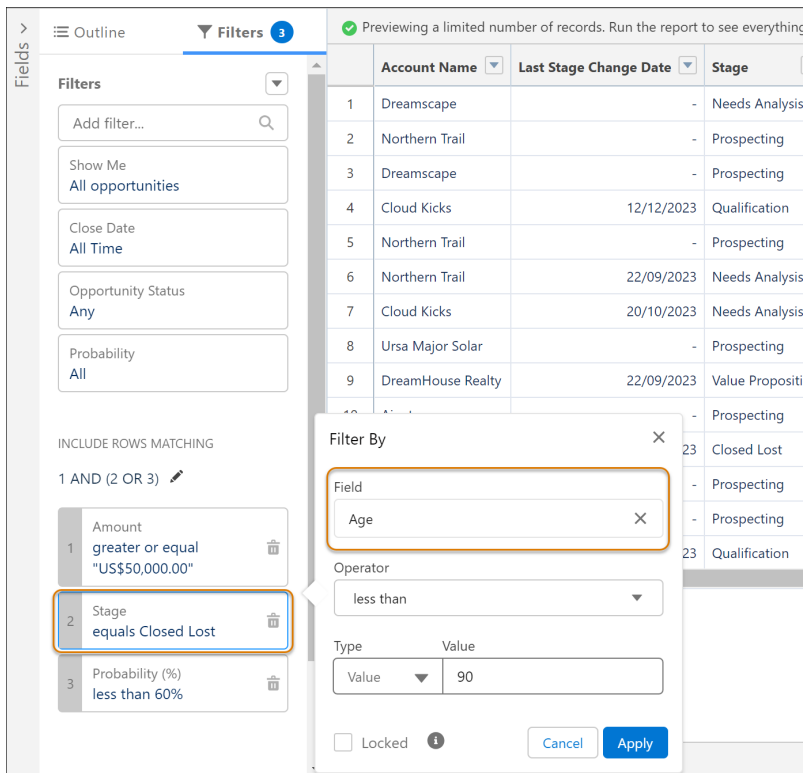 Fields
Outline
Filters 3
Previewing a limited number of records. Run the report to see everything
Filters
Add filter...
Show Me
All opportunities
Close Date
All Time
Opportunity Status
Any
Probability
All
INCLUDE ROWS MATCHING
1 AND (2 OR 3)
1
Amount
greater or equal
"US$50,000.00"
2
Stage
equals Closed Lost
3
Probability (%)
less than 60%
Account Name Last Stage Change Date Stage
1 Dreamscape - Needs Analysis
2 Northern Trail - Prospecting
3 Dreamscape - Prospecting
4 Cloud Kicks 12/12/2023 Qualification
5 Northern Trail - Prospecting
6 Northern Trail 22/09/2023 Needs Analysis
7 Cloud Kicks 20/10/2023 Needs Analysis
8 Ursa Major Solar - Prospecting
9 DreamHouse Realty 22/09/2023 Value Propositi
- Prospecting
23 Closed Lost
- Prospecting
- Prospecting
23 Qualification
Filter By
Field
Age
Operator
less than
Type Value
Value 90
Locked
Cancel Apply